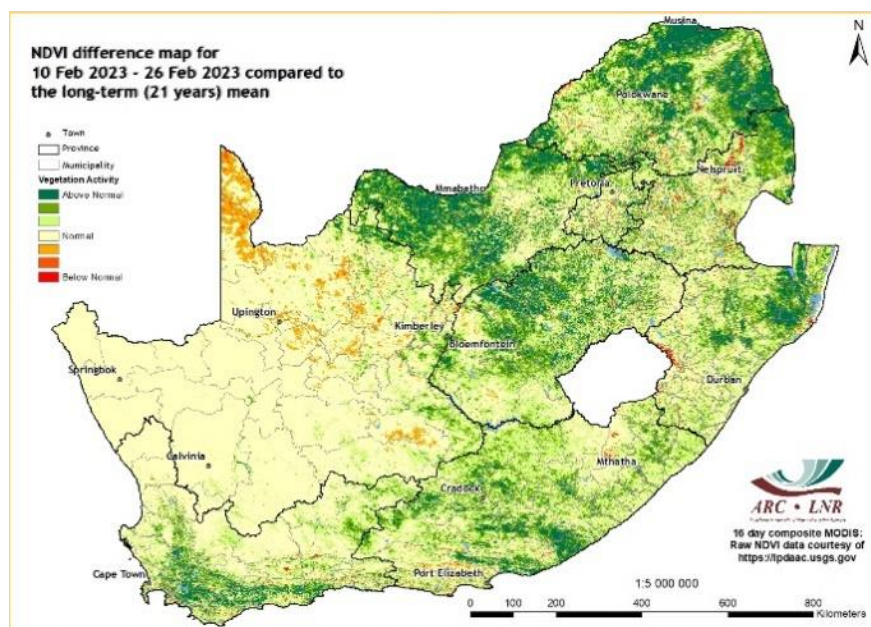 NDVI difference map for
10 Feb 2023 - 26 Feb 2023 compared to
the long-term (21 years) mean
Town
Province
Municipality
Vegetation Activity
Above Normal
Normal
Below Normal
N
Musina
Polokwane
Nelspruit
Pretoria
Mmabatho
Upington
Kimberley
Bloemfontein
Springbok
Durban
Calvinia
Mthatha
Cradock
Cape Town
Port Elizabeth
ARC • LNR
16 day composite MODIS:
Raw NDVI data courtesy of
https://lpdaac.usgs.gov
1:5 000 000
0 100 200 400 600 800
Kilometers